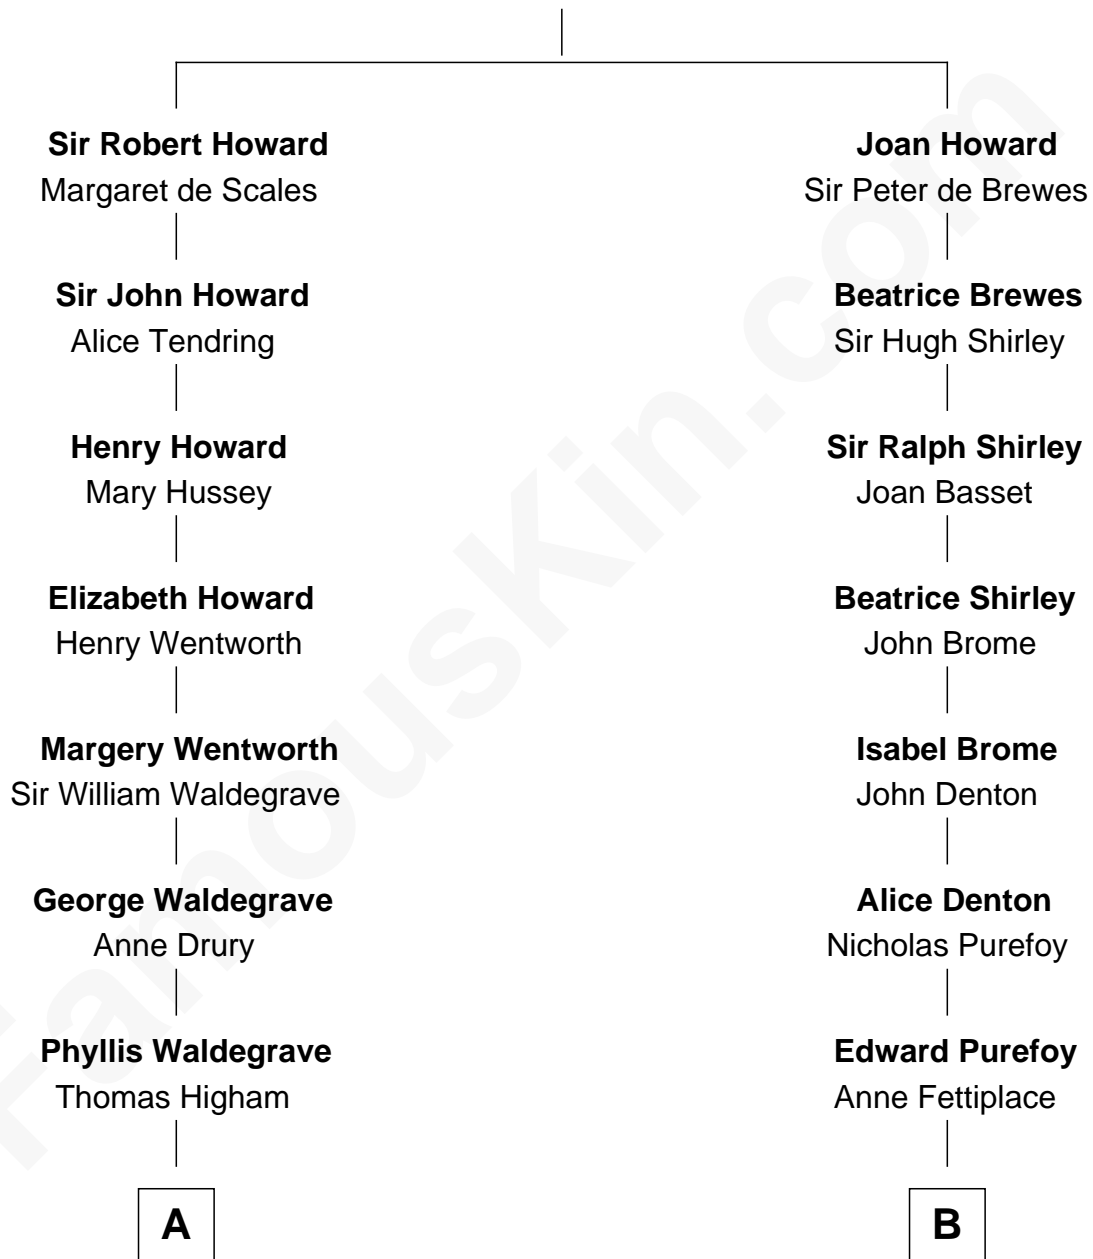 Sir Robert Howard
Margaret de Scales
Sir John Howard
Alice Tendring
Henry Howard
Mary Hussey
Elizabeth Howard
Henry Wentworth
Margery Wentworth
Sir William Waldegrave
George Waldegrave
Anne Drury
Phyllis Waldegrave
Thomas Higham
A
Joan Howard
Sir Peter de Brewes
Beatrice Brewes
Sir Hugh Shirley
Sir Ralph Shirley
Joan Basset
Beatrice Shirley
John Brome
Isabel Brome
John Denton
Alice Denton
Nicholas Purefoy
Edward Purefoy
Anne Fettiplace
B
FamousKin.com